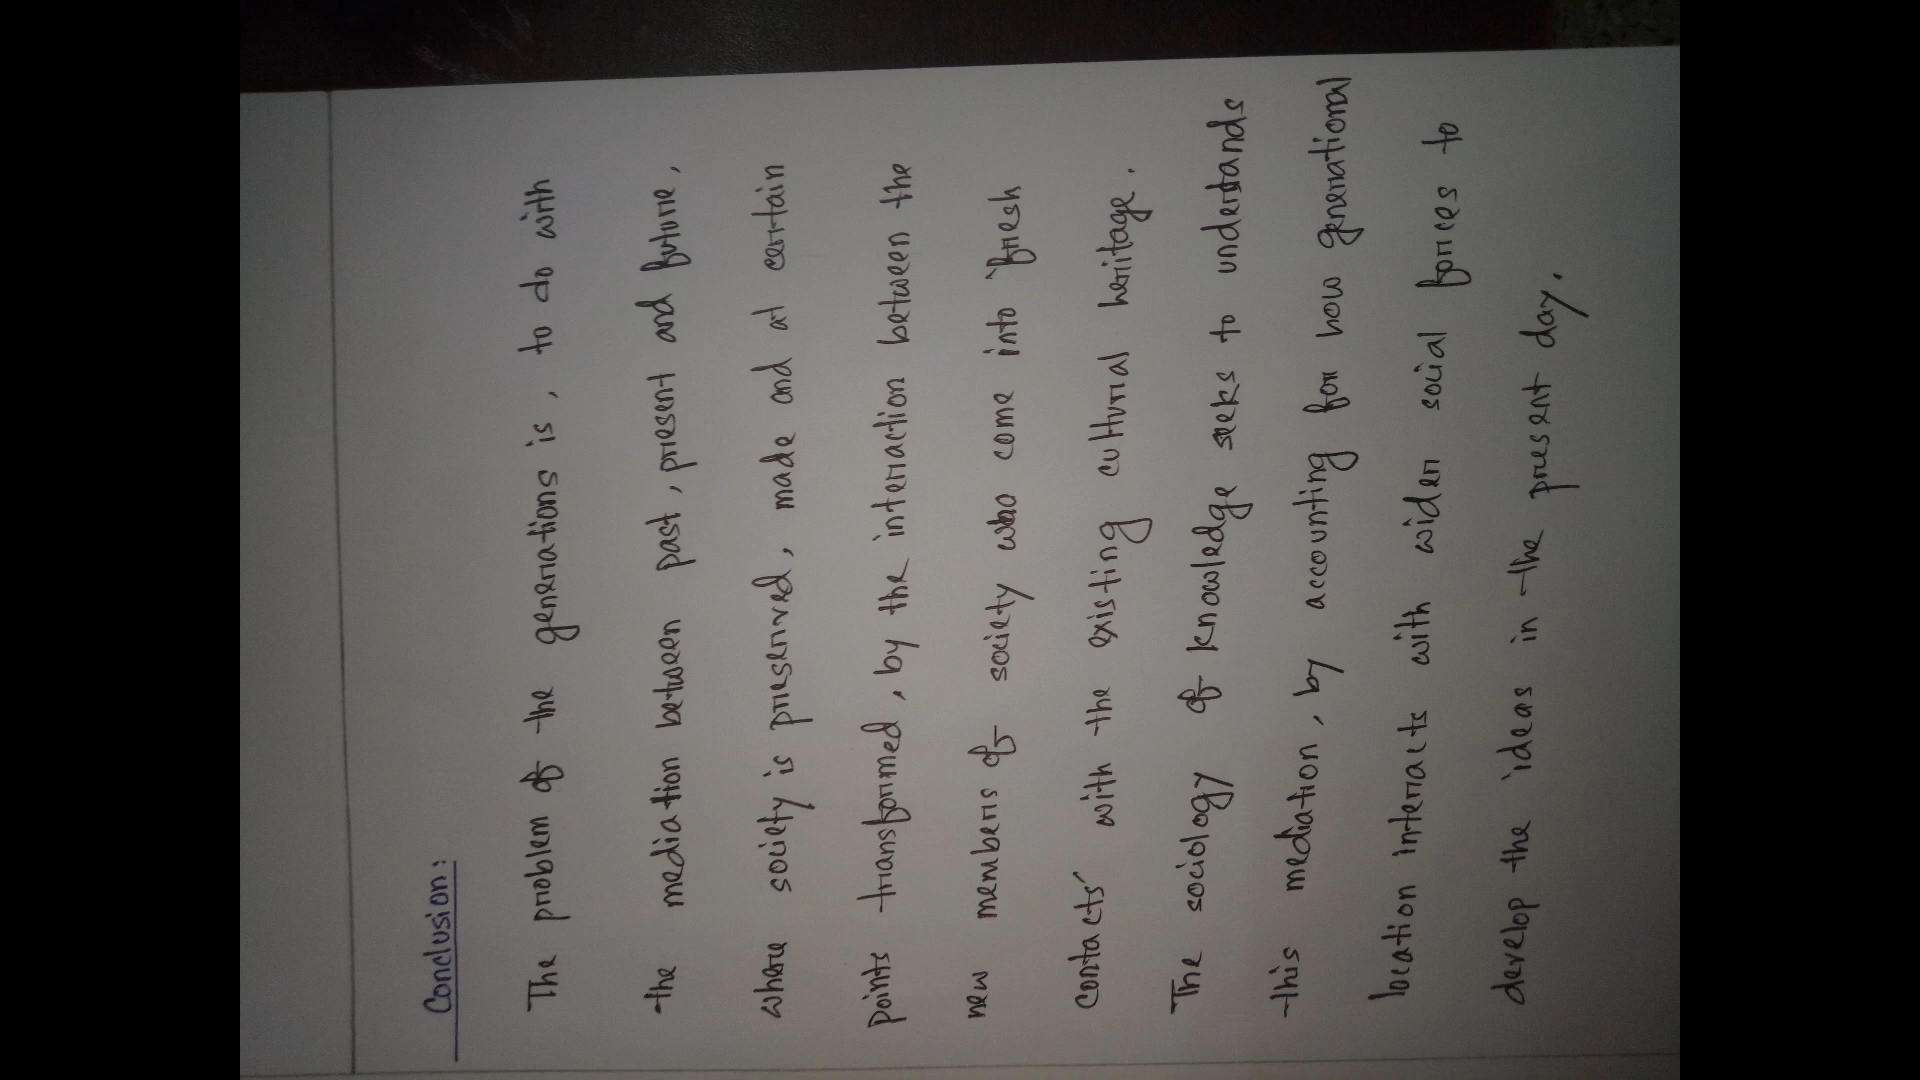 Conclusion:
The problem of the generations is, to do with
the mediation between past, present and future,
where society is preserved, made and at certain
points transformed, by the interaction between the
new members of society who come into 'fresh
contacts' with the existing cultural heritage.
The sociology of knowledge seeks to understands
this mediation, by accounting for how generational
location interacts with wider social forces to
develop the ideas in the present day.